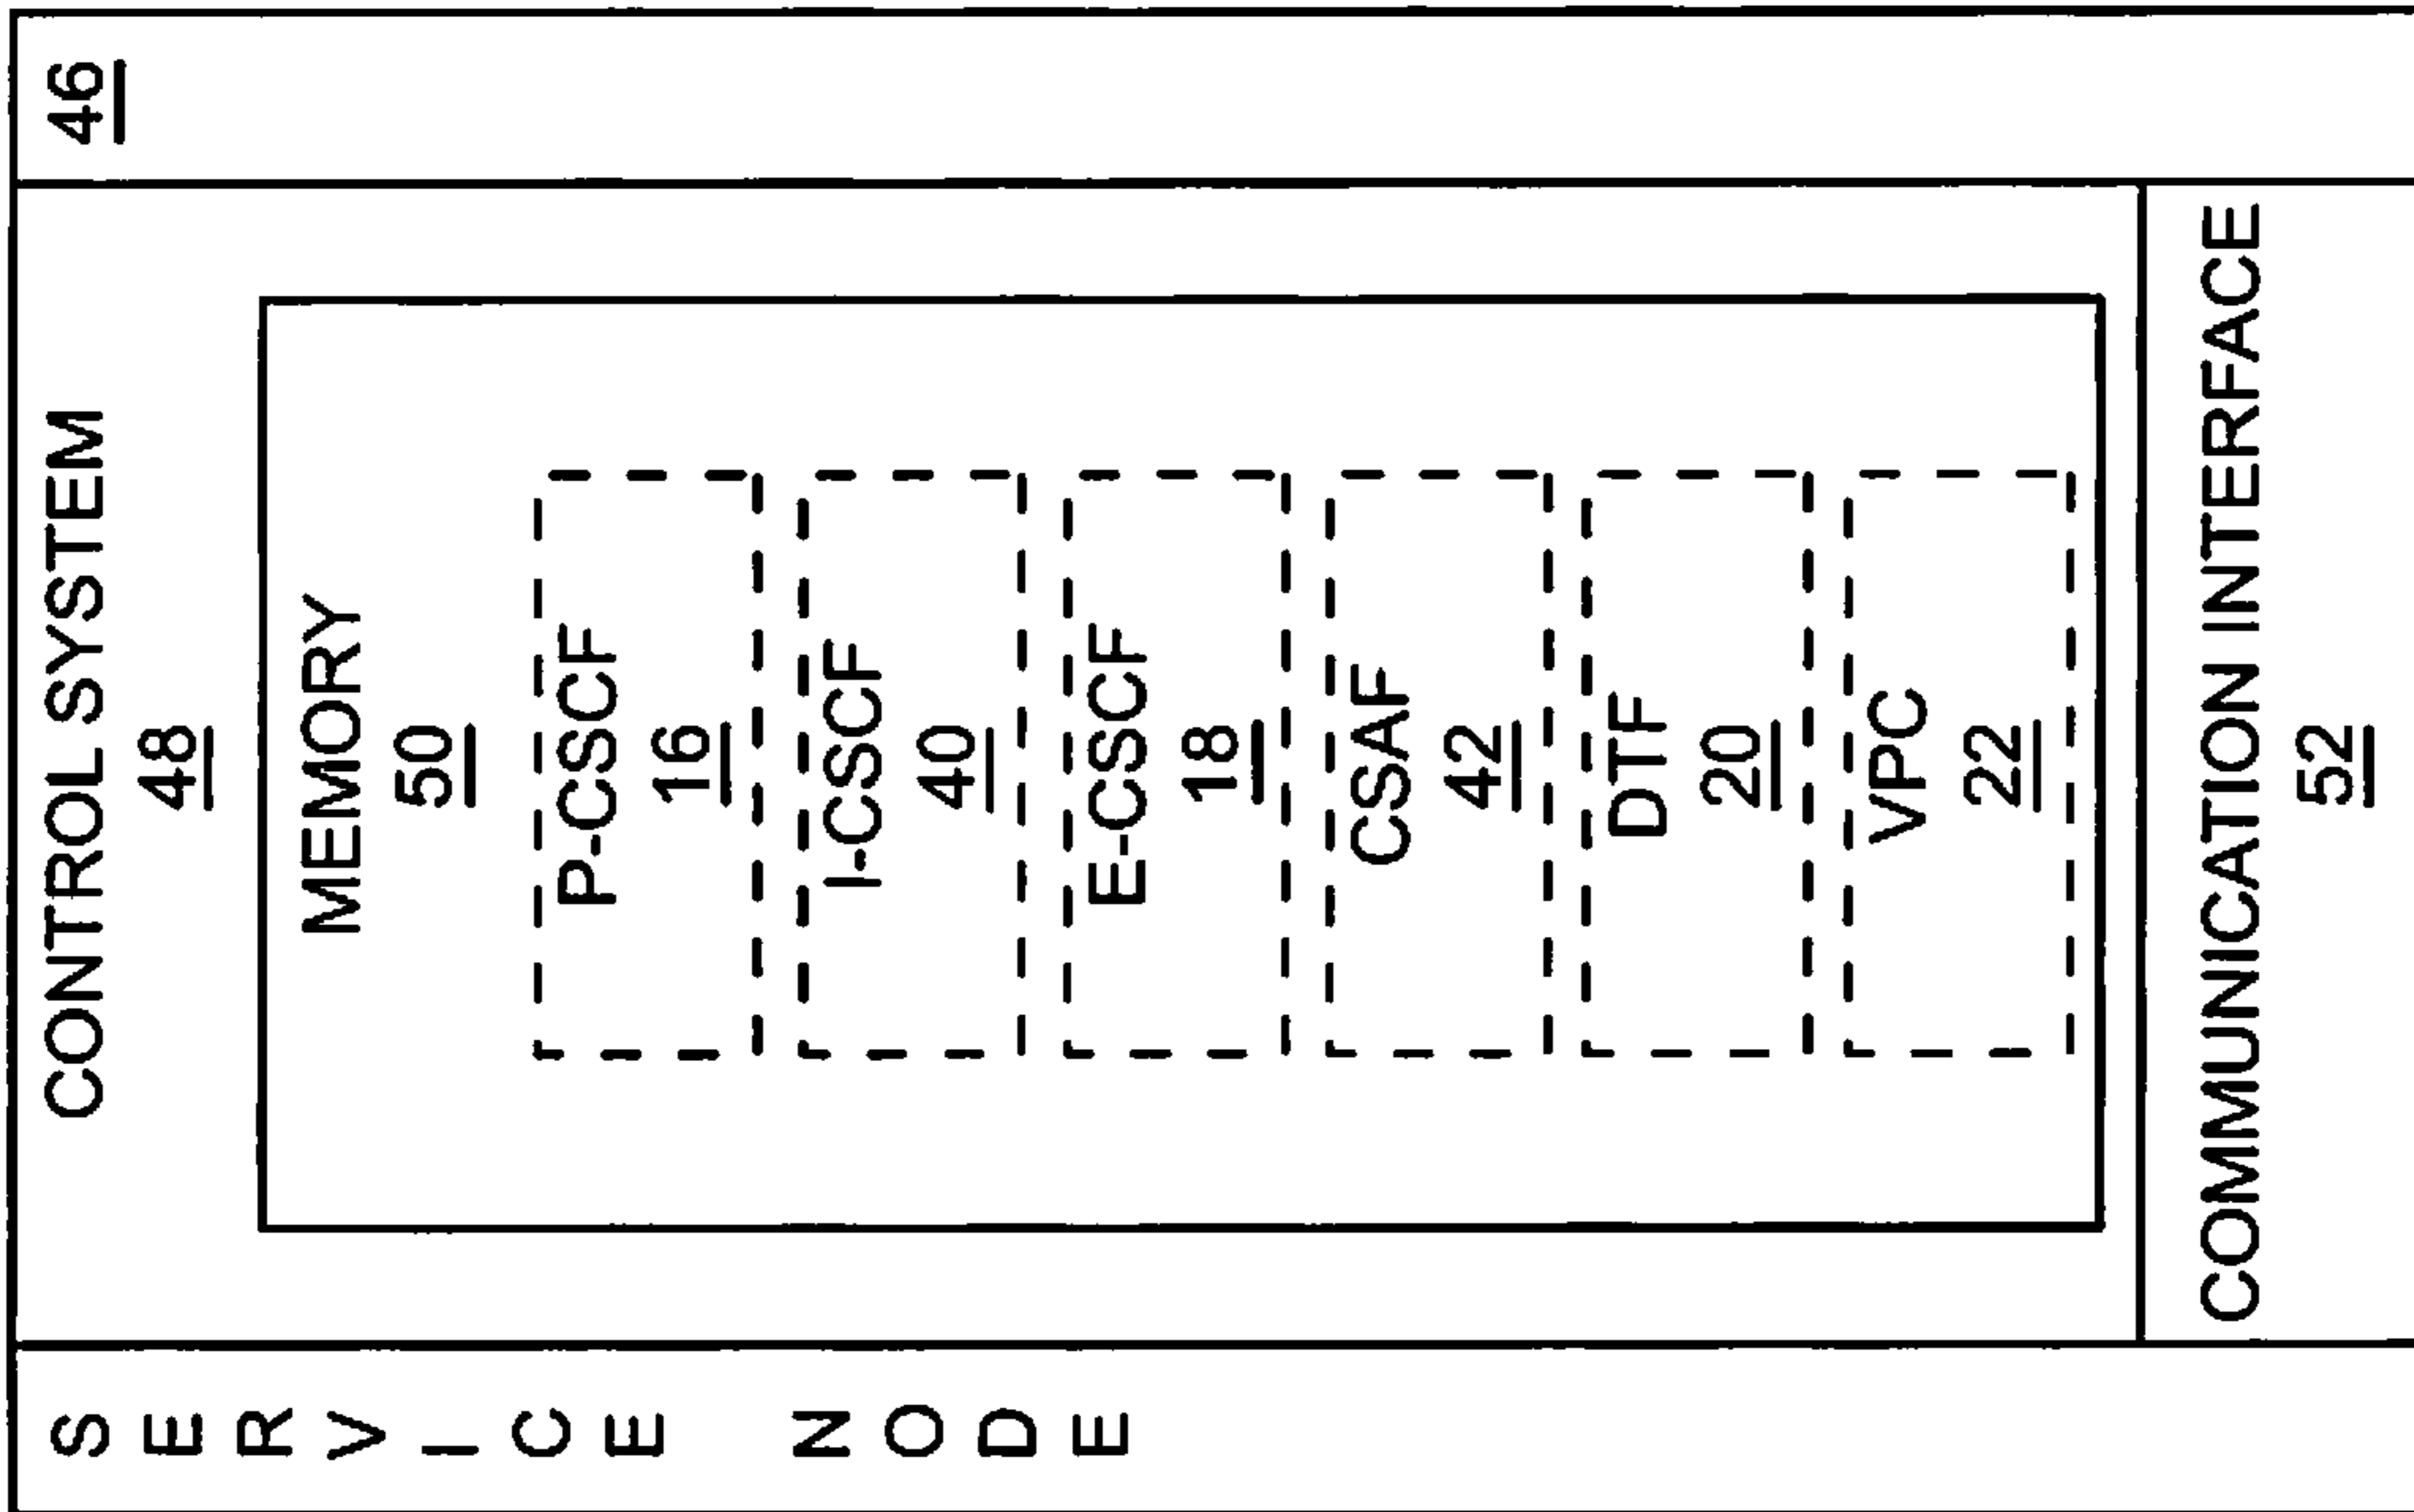 SERVICE NODE
46
CONTROL SYSTEM
48
MEMORY
50
P-CSCF
16
I-CSCF
40
E-CSCF
18
CSAF
42
DTF
20
VPC
22
COMMUNICATION INTERFACE
52